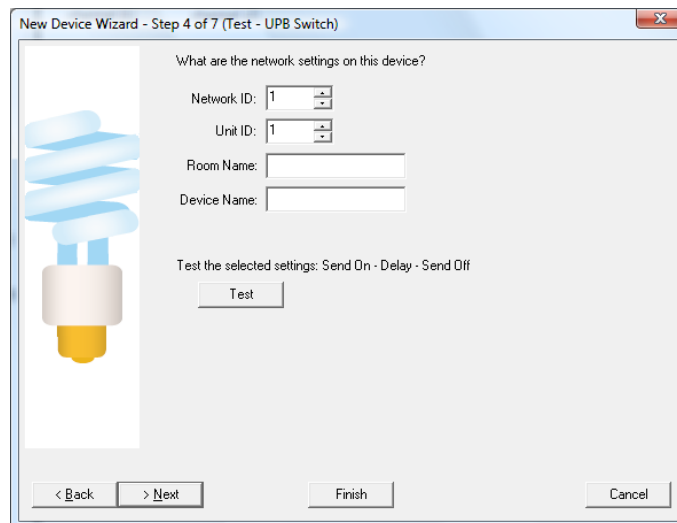 New Device Wizard - Step 4 of 7 (Test - UPB Switch)
What are the network settings on this device?
Network ID: 1
Unit ID: 1
Room Name:
Device Name:
Test the selected settings: Send On - Delay - Send Off
Test
< Back > Next Finish Cancel